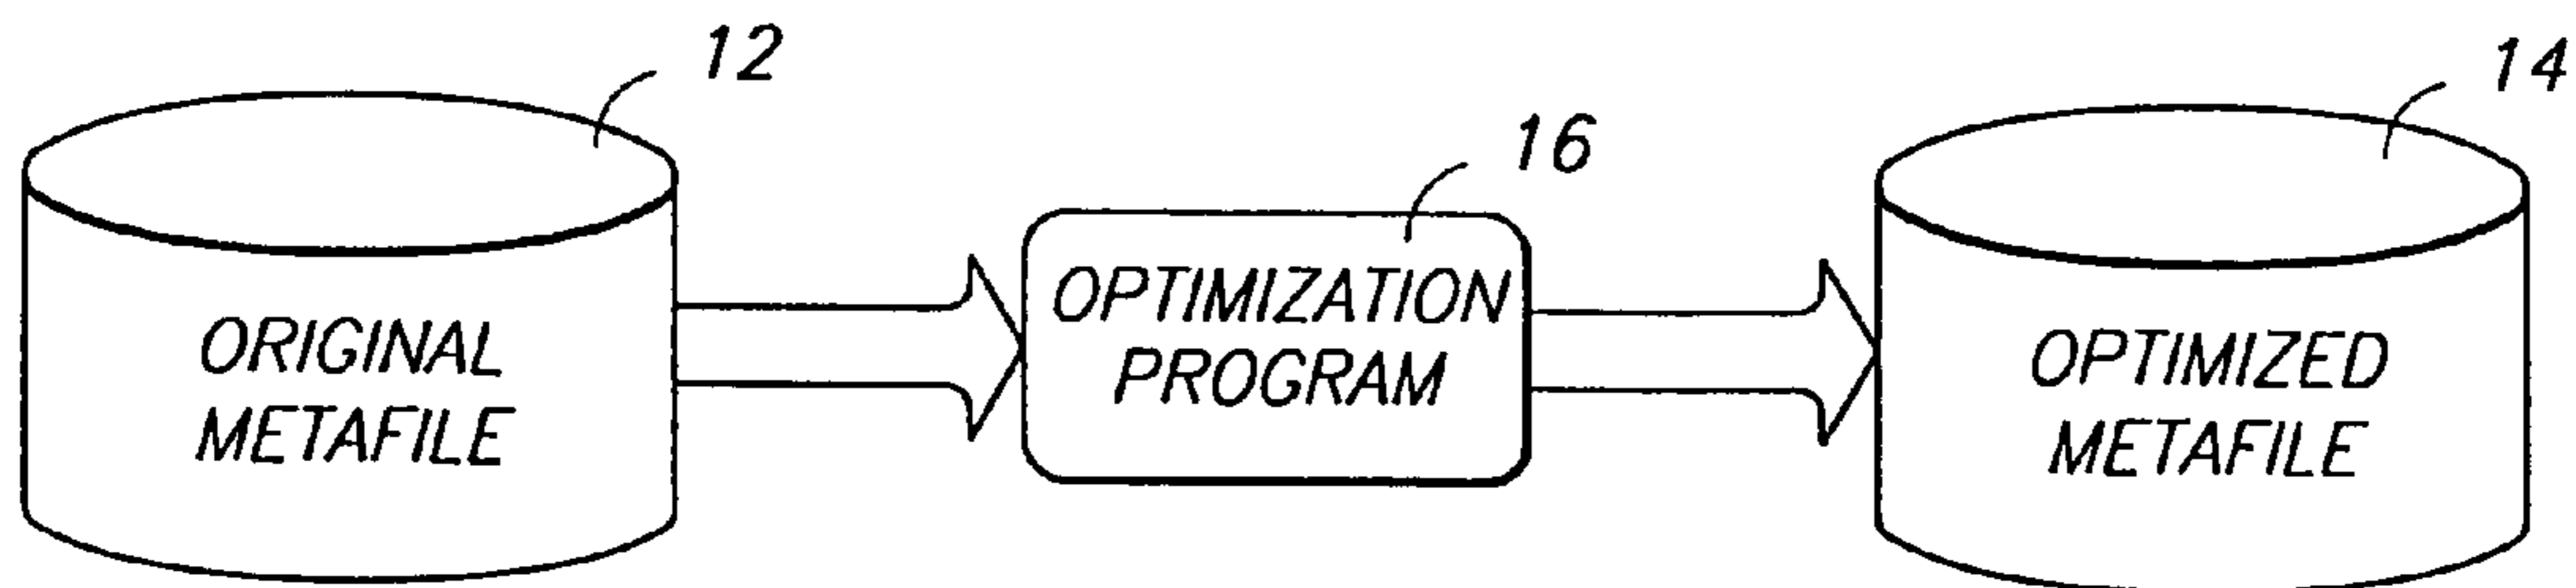 12
14
16
ORIGINAL
METAFILE
OPTIMIZATION
PROGRAM
OPTIMIZED
METAFILE